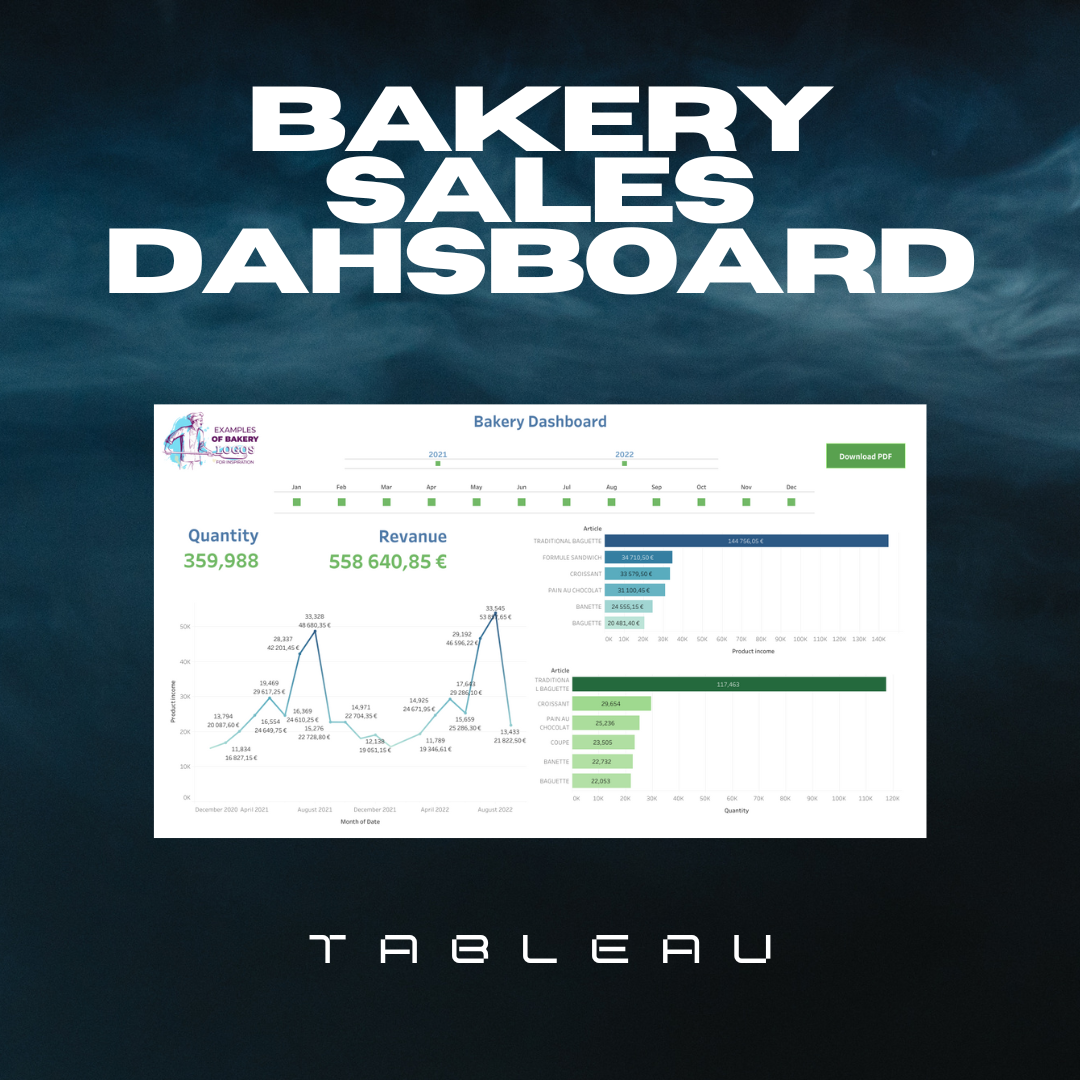 BAKERY
SALES
DAHSBOARD
EXAMPLES
OF BAKERY
LOGOS
FOR INSPIRATION
Bakery Dashboard
2021 2022
Download PDF
Jan Feb Mar Apr May Jun Jul Aug Sep Oct Nov Dec
Quantity
359,988
Revanue
558 640,85 €
50K
40K
30K
20K
10K
0K
Product income
13,794
20 087,60 €
11,834
16 827,15 €
19,469
29 617,25 €
16,554
24 649,75 €
28,337
42 201,45 €
33,328
48 680,35 €
16,369
24 610,25 €
15,276
22 728,80 €
14,971
22 704,35 €
12,139
19 051,15 €
14,925
24 671,95 €
11,789
19 346,61 €
17,643
29 286,10 €
15,659
25 286,30 €
29,192
46 596,22 €
33,545
13,433
21 822,50 €
December 2020 April 2021 August 2021 December 2021 April 2022 August 2022
Month of Date
Article
TRADITIONAL BAGUETTE 144 756,05 €
FORMULE SANDWICH 34 710,50 €
CROISSANT 33 579,50 €
PAIN AU CHOCOLAT 31 100,45 €
BANETTE 24 555,15 €
BAGUETTE 20 481,40 €
0K 10K 20K 30K 40K 50K 60K 70K 80K 90K 100K 110K 120K 130K 140K
Product income
Article
TRADITIONA
L BAGUETTE 117,463
CROISSANT 29,654
PAIN AU
CHOCOLAT 25,236
COUPE 23,505
BANETTE 22,732
BAGUETTE 22,053
0K 10K 20K 30K 40K 50K 60K 70K 80K 90K 100K 110K 120K
Quantity
TABLEAU